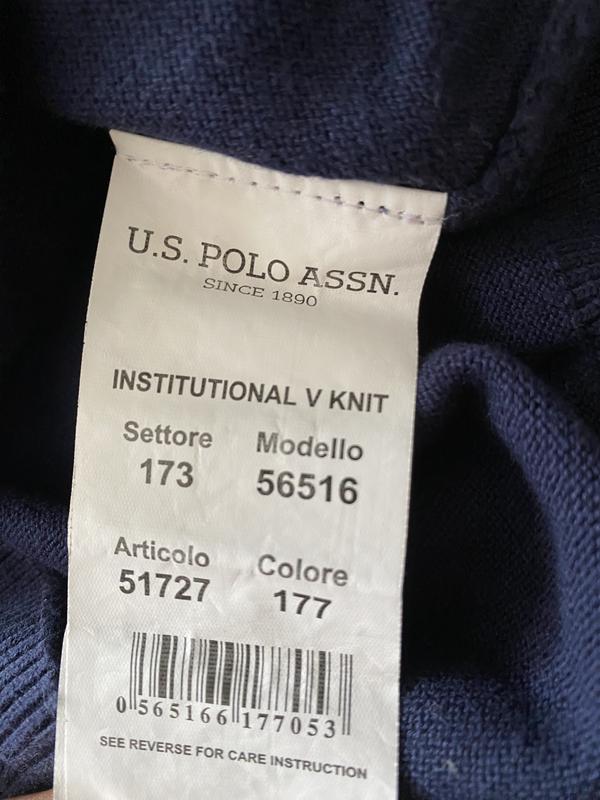 U.S. POLO ASSN.
SINCE 1890
INSTITUTIONAL V KNIT
Settore Modello
173 56516
Articolo Colore
51727 177
0 565166 177053
SEE REVERSE FOR CARE INSTRUCTION